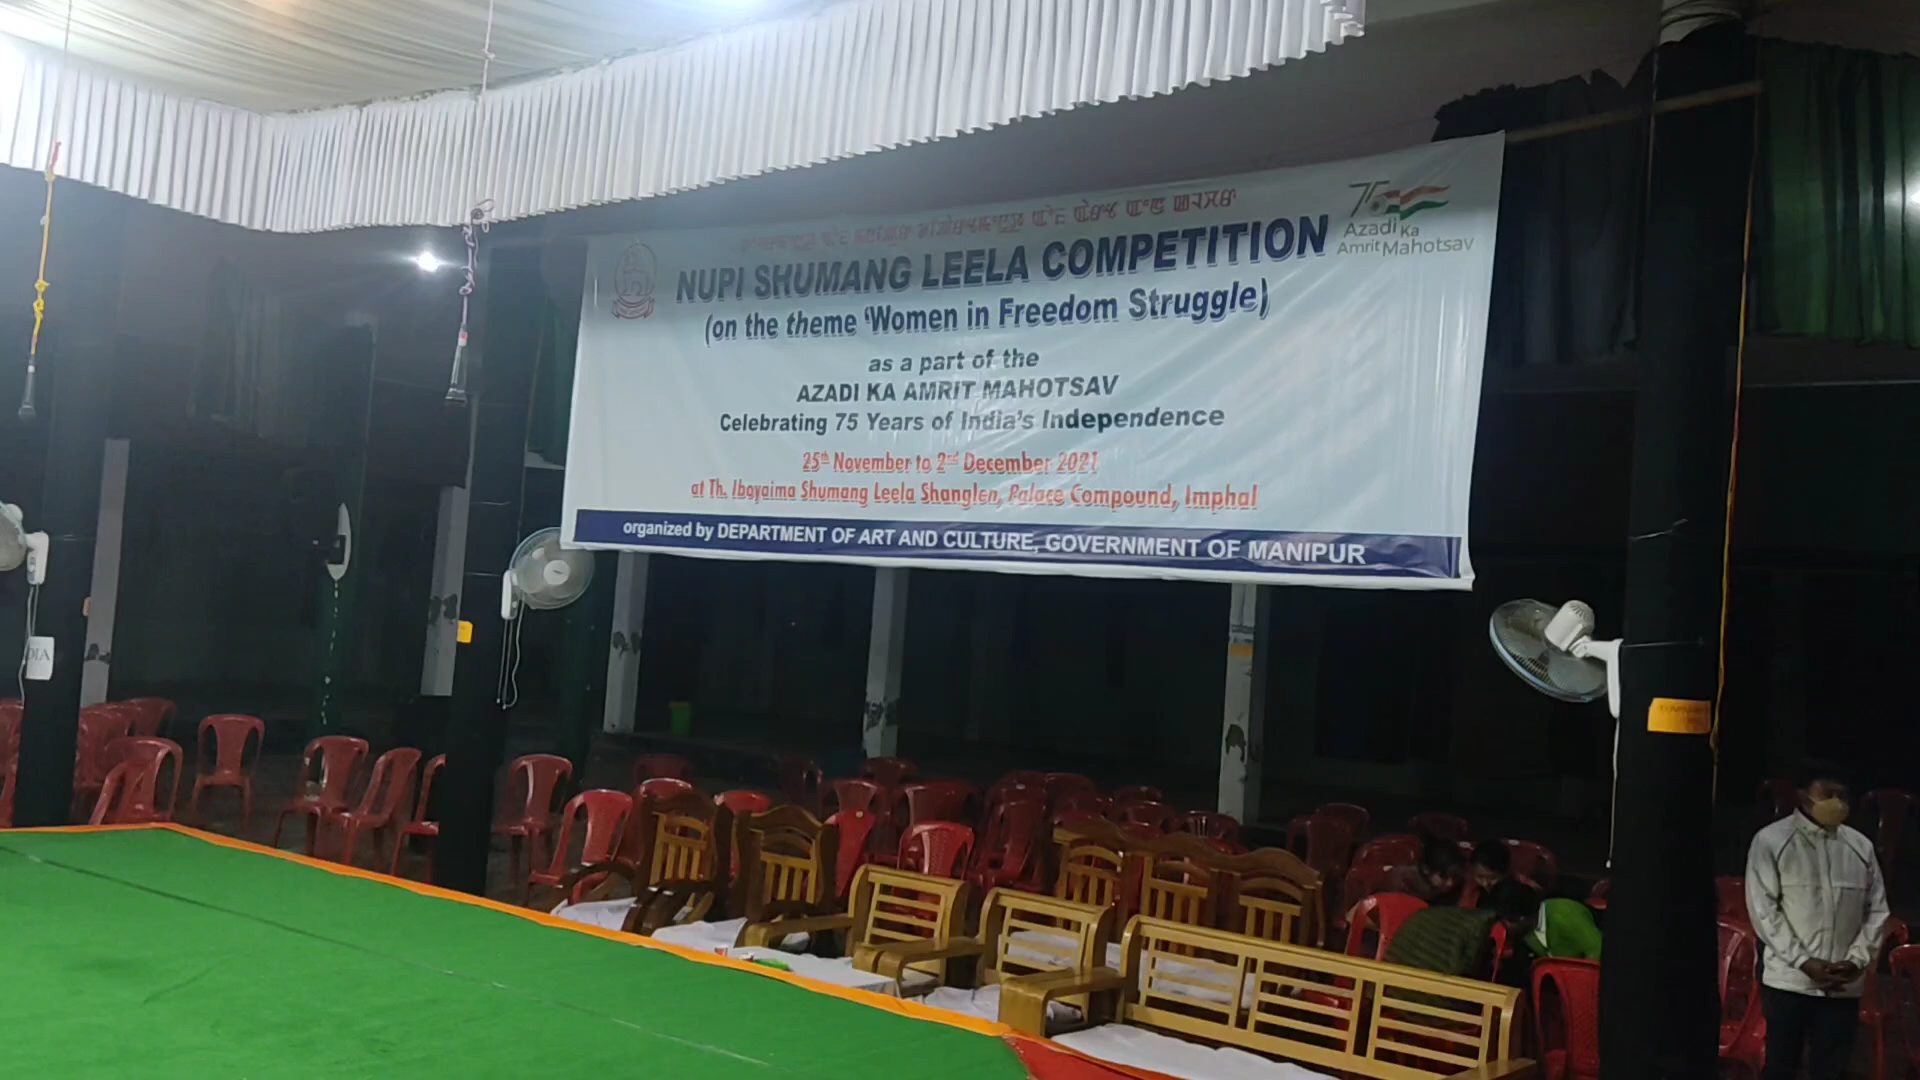 NUPI SHUMANG LEELA COMPETITION
75
Azadi Ka
Amrit Mahotsav
(on the theme ‘Women in Freedom Struggle)
as a part of the
AZADI KA AMRIT MAHOTSAV
Celebrating 75 Years of India's Independence
25th November to 2nd December 2021
at Th. Iboyaima Shumang Leela Shanglen, Palace Compound, Imphal
organized by DEPARTMENT OF ART AND CULTURE, GOVERNMENT OF MANIPUR